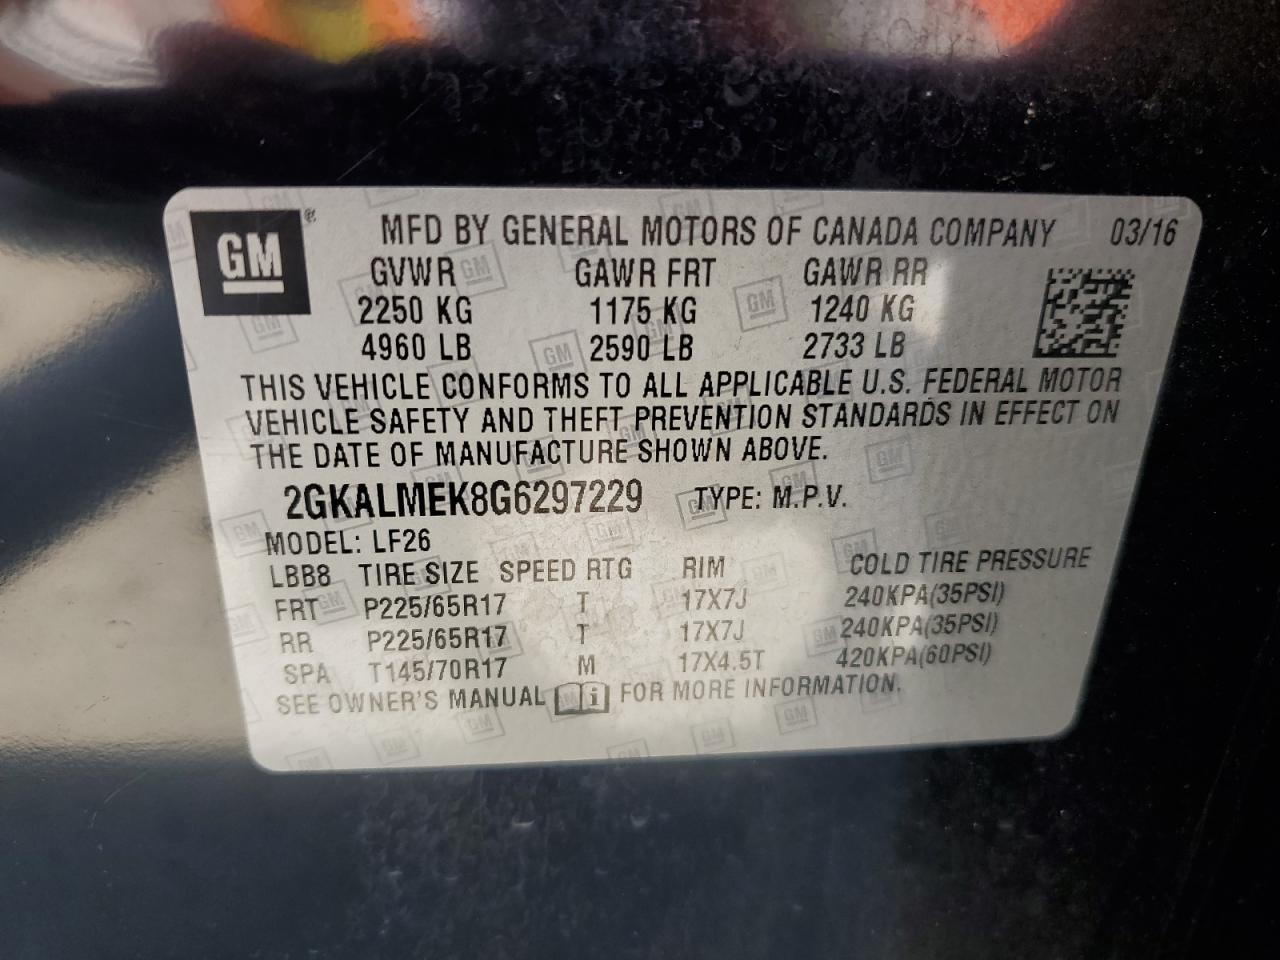 GM®
MFD BY GENERAL MOTORS OF CANADA COMPANY 03/16
GVWR GAWR FRT GAWR RR
2250 KG 1175 KG 1240 KG
4960 LB 2590 LB 2733 LB
THIS VEHICLE CONFORMS TO ALL APPLICABLE U.S. FEDERAL MOTOR
VEHICLE SAFETY AND THEFT PREVENTION STANDARDS IN EFFECT ON
THE DATE OF MANUFACTURE SHOWN ABOVE.
2GKALMEK8G6297229 TYPE: M.P.V.
MODEL: LF26
LBB8 TIRE SIZE SPEED RTG RIM COLD TIRE PRESSURE
FRT P225/65R17 T 17X7J 240KPA(35PSI)
RR P225/65R17 T 17X7J 240KPA(35PSI)
SPA T145/70R17 M 17X4.5T 420KPA(60PSI)
SEE OWNER'S MANUAL i FOR MORE INFORMATION.